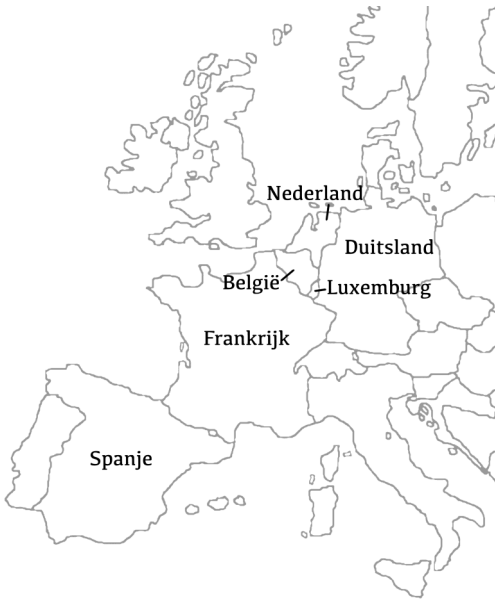 Nederland
Duitsland
België
Luxemburg
Frankrijk
Spanje